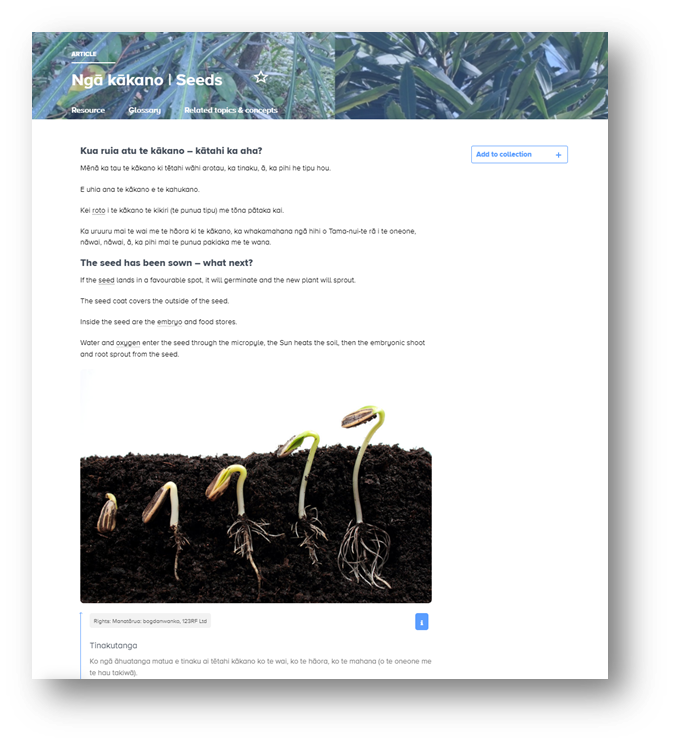 ARTICLE
Ngā kākano | Seeds
Resource Glossary Related topics & concepts
Kua ruia atu te kākano – kātahi ka aha?
Add to collection +
Mēnā ka tau te kākano ki tētahi wāhi arotau, ka tinaku, ā, ka pihi he tipu hou.
E uhia ana te kākano e te kahukano.
Kei roto i te kākano te kikiri (te punua tipu) me tōna pātaka kai.
Ka uruuru mai te wai me te hāora ki te kākano, ka whakamahana ngā hihi o Tama-nui-te rā i te oneone,
nāwai, nāwai, ā, ka pihi mai te punua pakiaka me te wana.
The seed has been sown – what next?
If the seed lands in a favourable spot, it will germinate and the new plant will sprout.
The seed coat covers the outside of the seed.
Inside the seed are the embryo and food stores.
Water and oxygen enter the seed through the micropyle, the Sun heats the soil, then the embryonic shoot
and root sprout from the seed.
Rights: Manatārua: bogdanwanko, 123RF Ltd
Tinakutanga
Ko ngā āhuatanga matua e tinaku ai tētahi kākano ko te wai, ko te hāora, ko te mahana (o te oneone me
te hau takiwā).